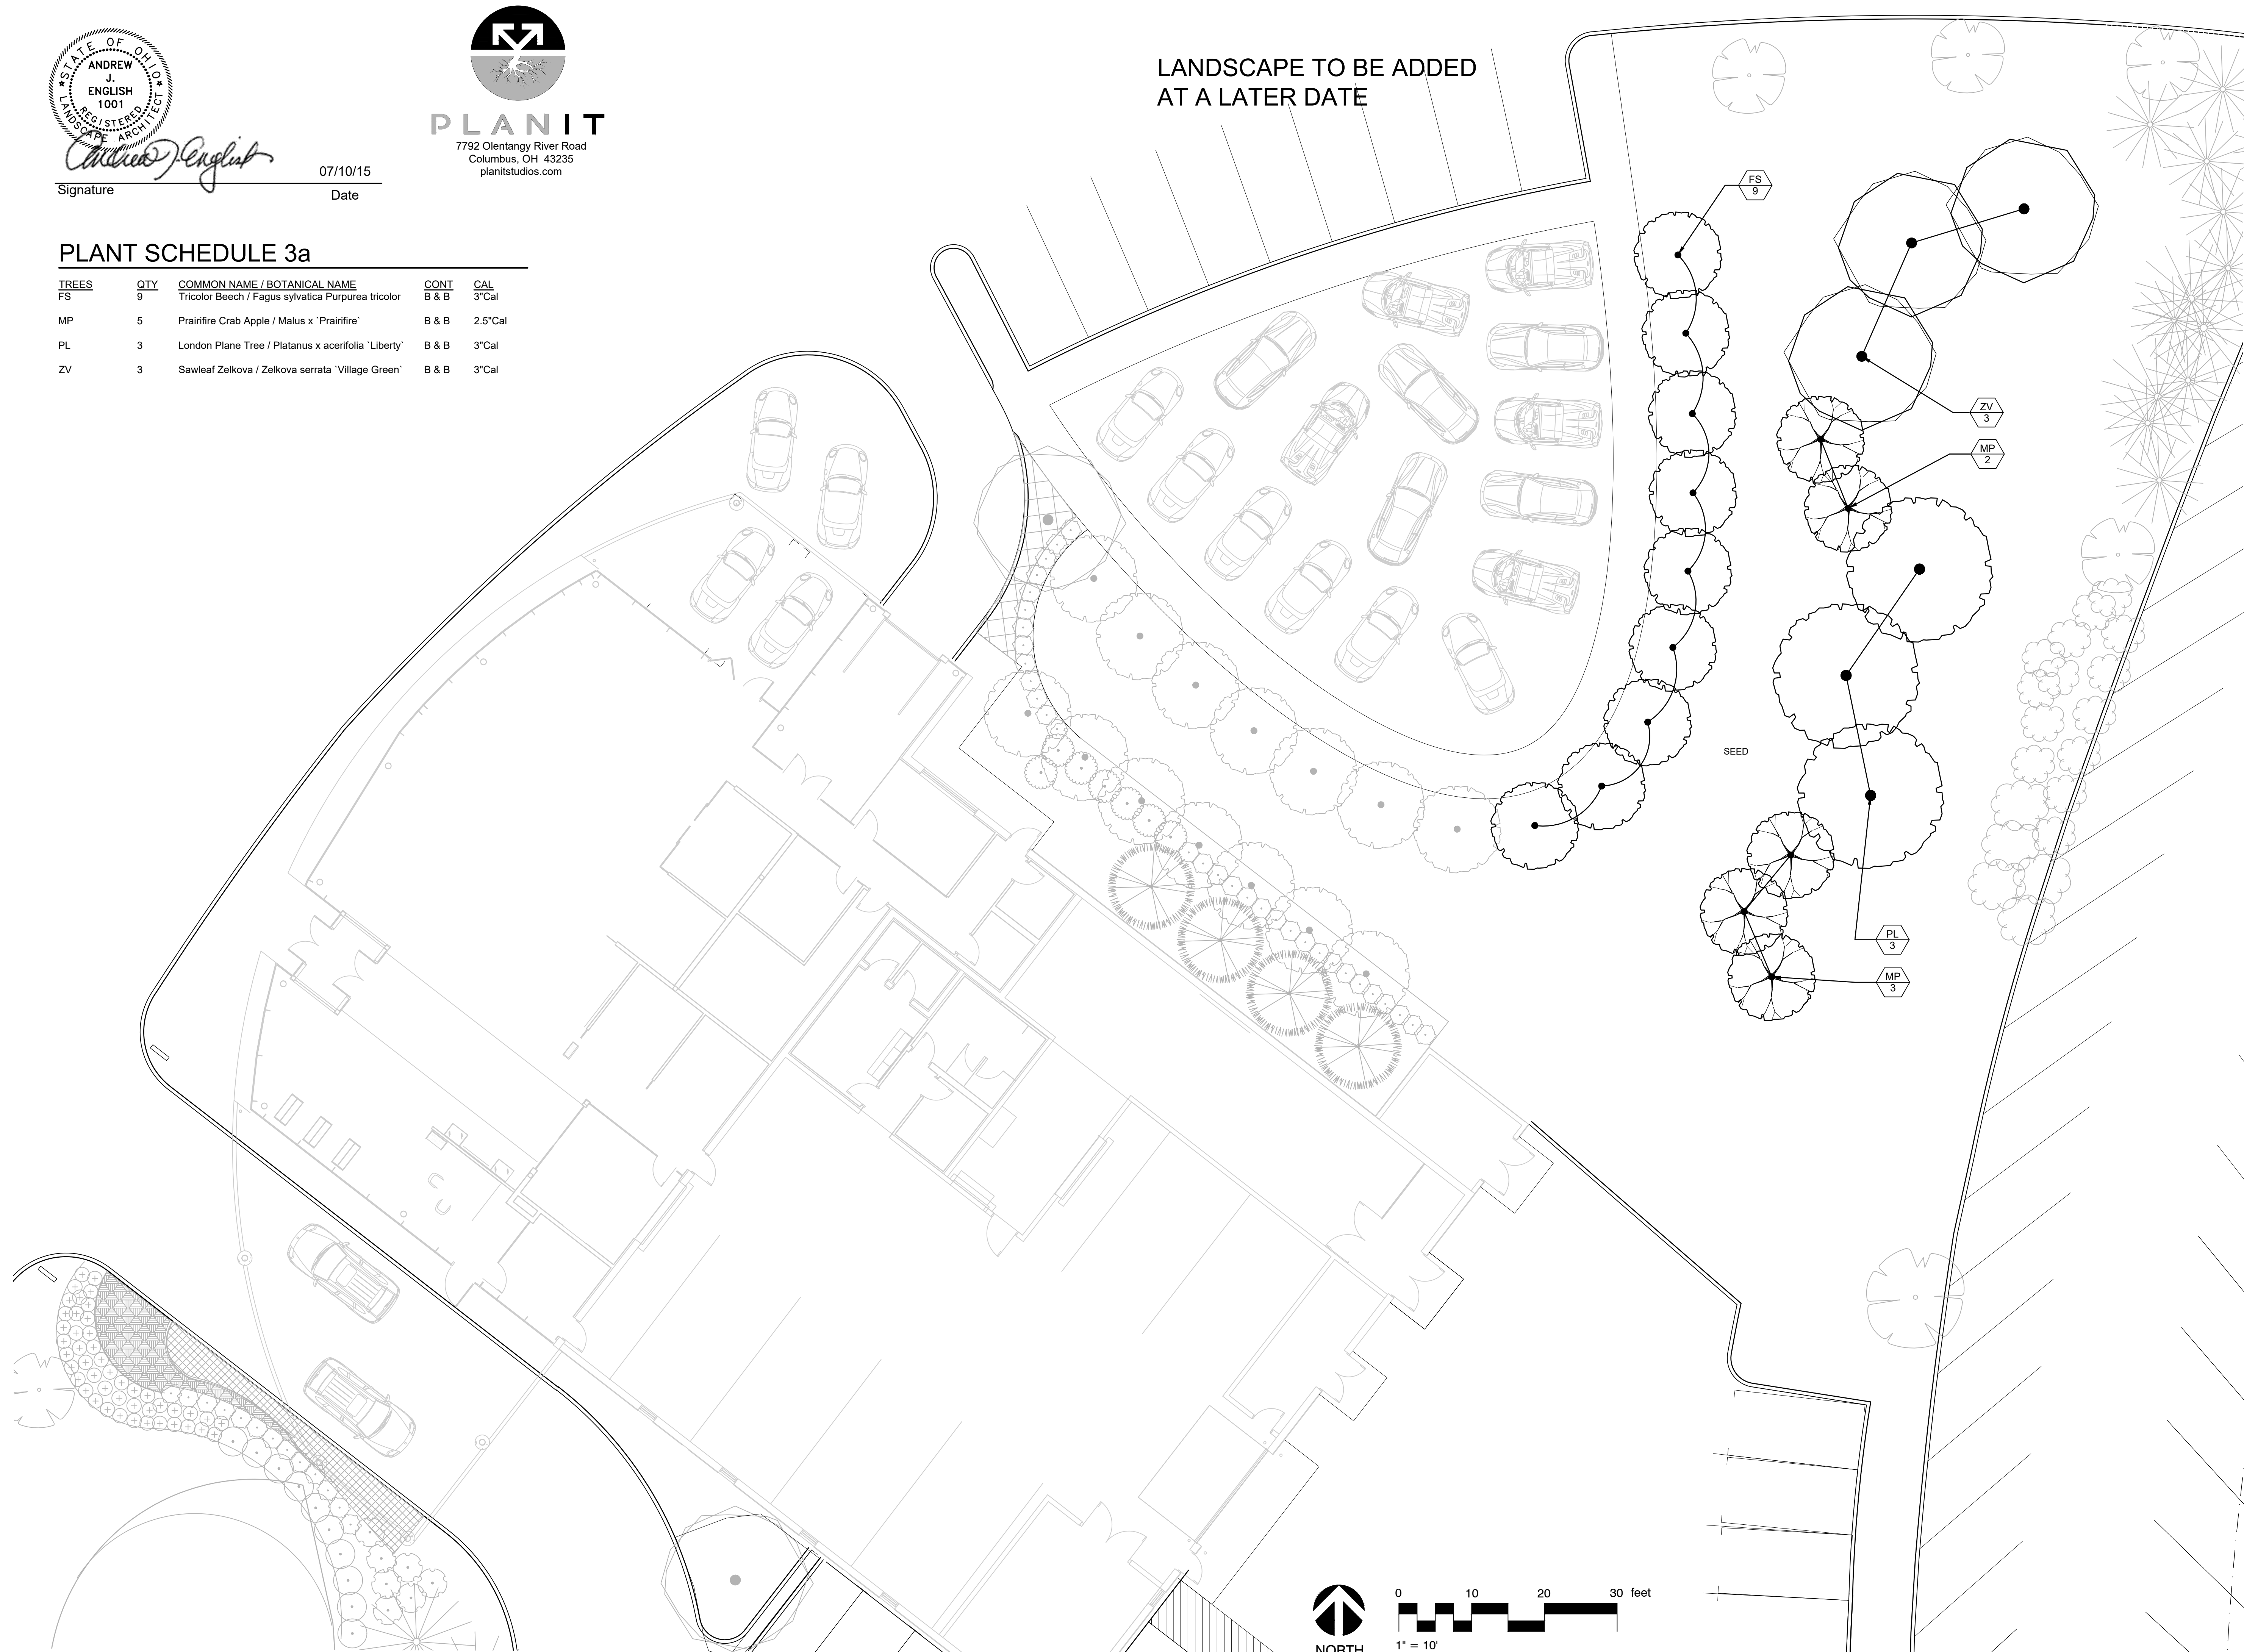 STATE OF OHIO
ANDREW
J.
ENGLISH
1001
REGISTERED
LANDSCAPE ARCHITECT
Andrew J. English
07/10/15
Signature
Date
PLANIT
7792 Olentangy River Road
Columbus, OH 43235
planitstudios.com
LANDSCAPE TO BE ADDED
AT A LATER DATE
PLANT SCHEDULE 3a
TREES QTY COMMON NAME / BOTANICAL NAME CONT CAL
FS 9 Tricolor Beech / Fagus sylvatica Purpurea tricolor B & B 3"Cal
MP 5 Prairifire Crab Apple / Malus x `Prairifire` B & B 2.5"Cal
PL 3 London Plane Tree / Platanus x acerifolia `Liberty` B & B 3"Cal
ZV 3 Sawleaf Zelkova / Zelkova serrata `Village Green` B & B 3"Cal
FS
9
ZV
3
MP
2
SEED
PL
3
MP
3
0 10 20 30 feet
1" = 10'
NORTH